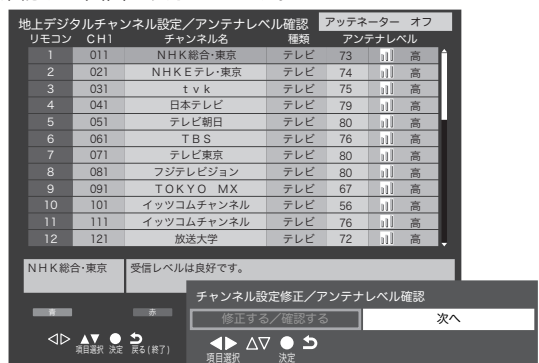 地上デジタルチャンネル設定／アンテナレベル確認 アッテネーター オフ
リモコン CH1 チャンネル名 種類 アンテナレベル
1 011 NHK総合・東京 テレビ 73 高
2 021 NHKEテレ・東京 テレビ 74 高
3 031 tvk テレビ 75 高
4 041 日本テレビ テレビ 79 高
5 051 テレビ朝日 テレビ 80 高
6 061 TBS テレビ 76 高
7 071 テレビ東京 テレビ 80 高
8 081 フジテレビジョン テレビ 80 高
9 091 TOKYO MX テレビ 67 高
10 101 イッツコムチャンネル テレビ 56 高
11 111 イッツコムチャンネル テレビ 76 高
12 121 放送大学 テレビ 72 高
NHK総合・東京 受信レベルは良好です。
チャンネル設定修正／アンテナレベル確認
青 赤
修正する／確認する 次へ
項目選択 決定 戻る(終了)
項目選択 決定